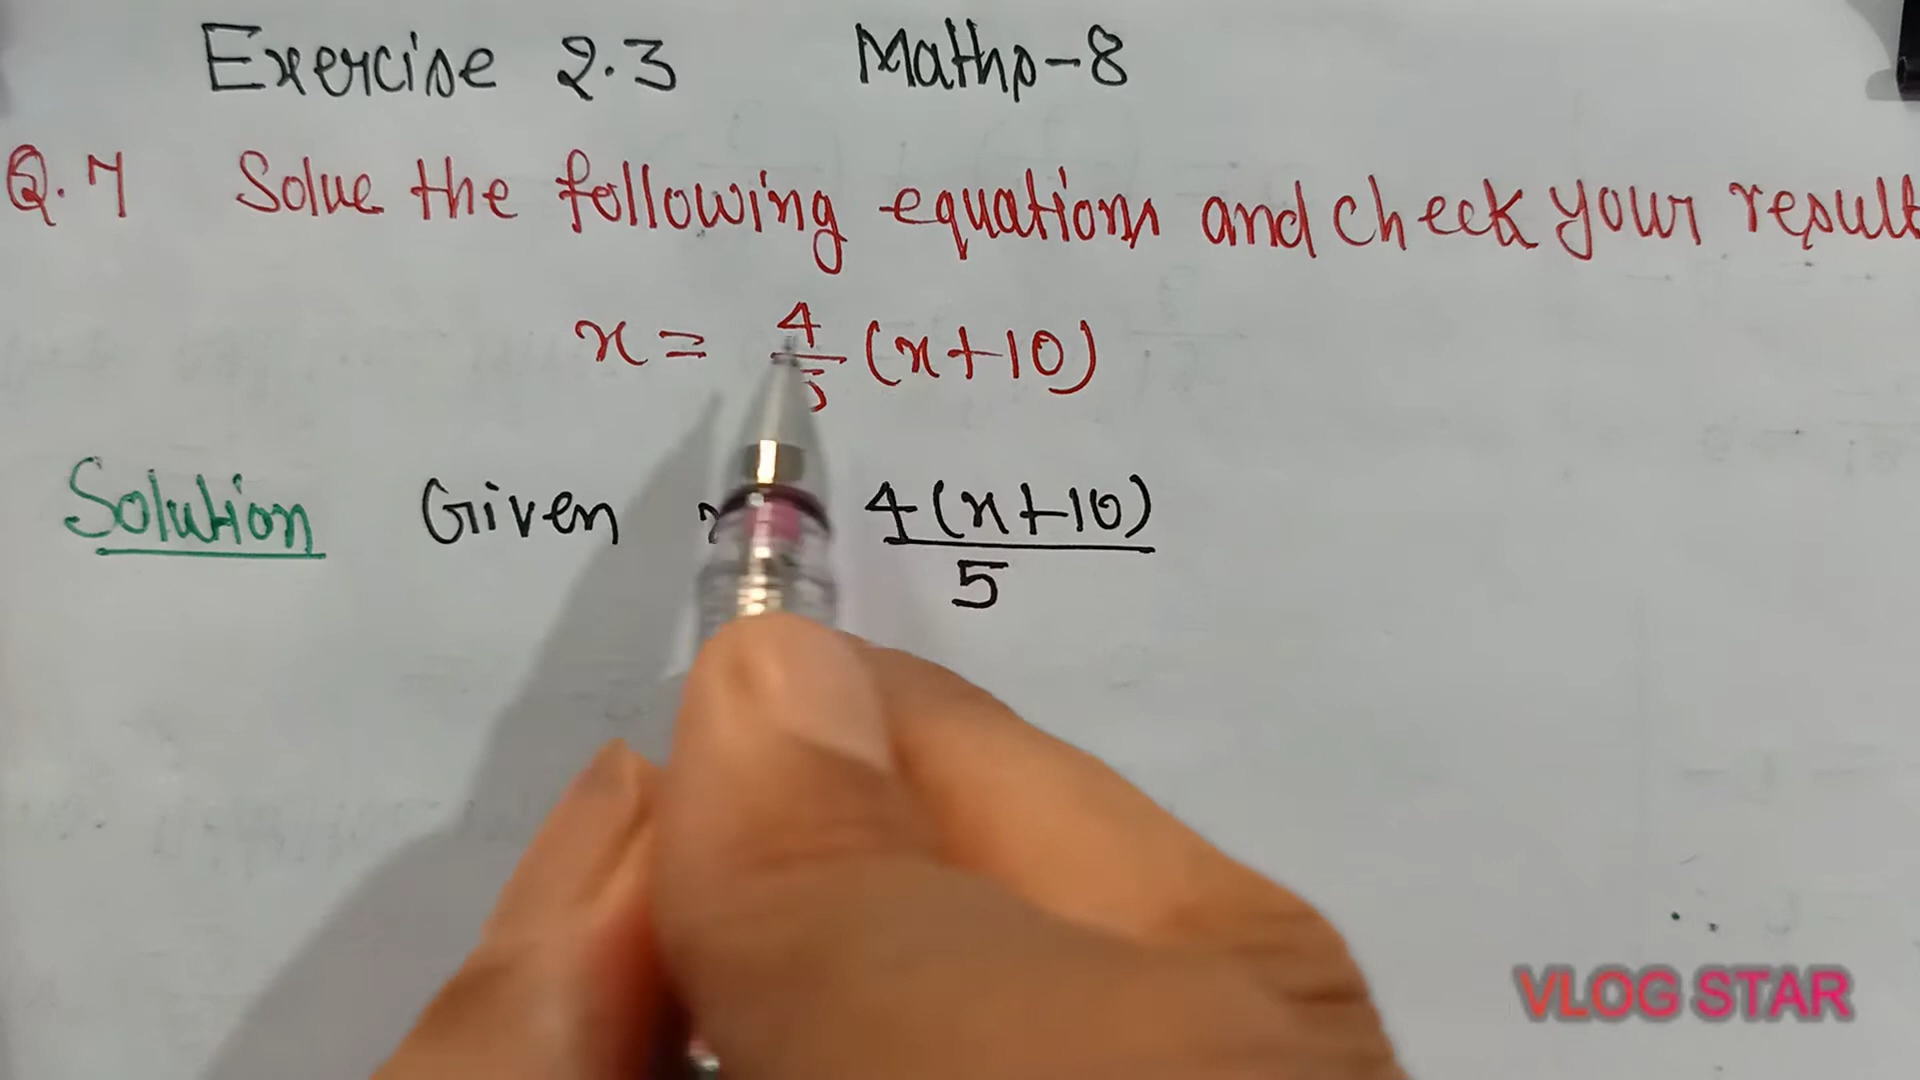 Exercise 2.3 Maths-8
Q.7 Solve the following equations and check your result
x = 4/5 (x+10)
Solution Given 4(x+10)/5
VLOG STAR